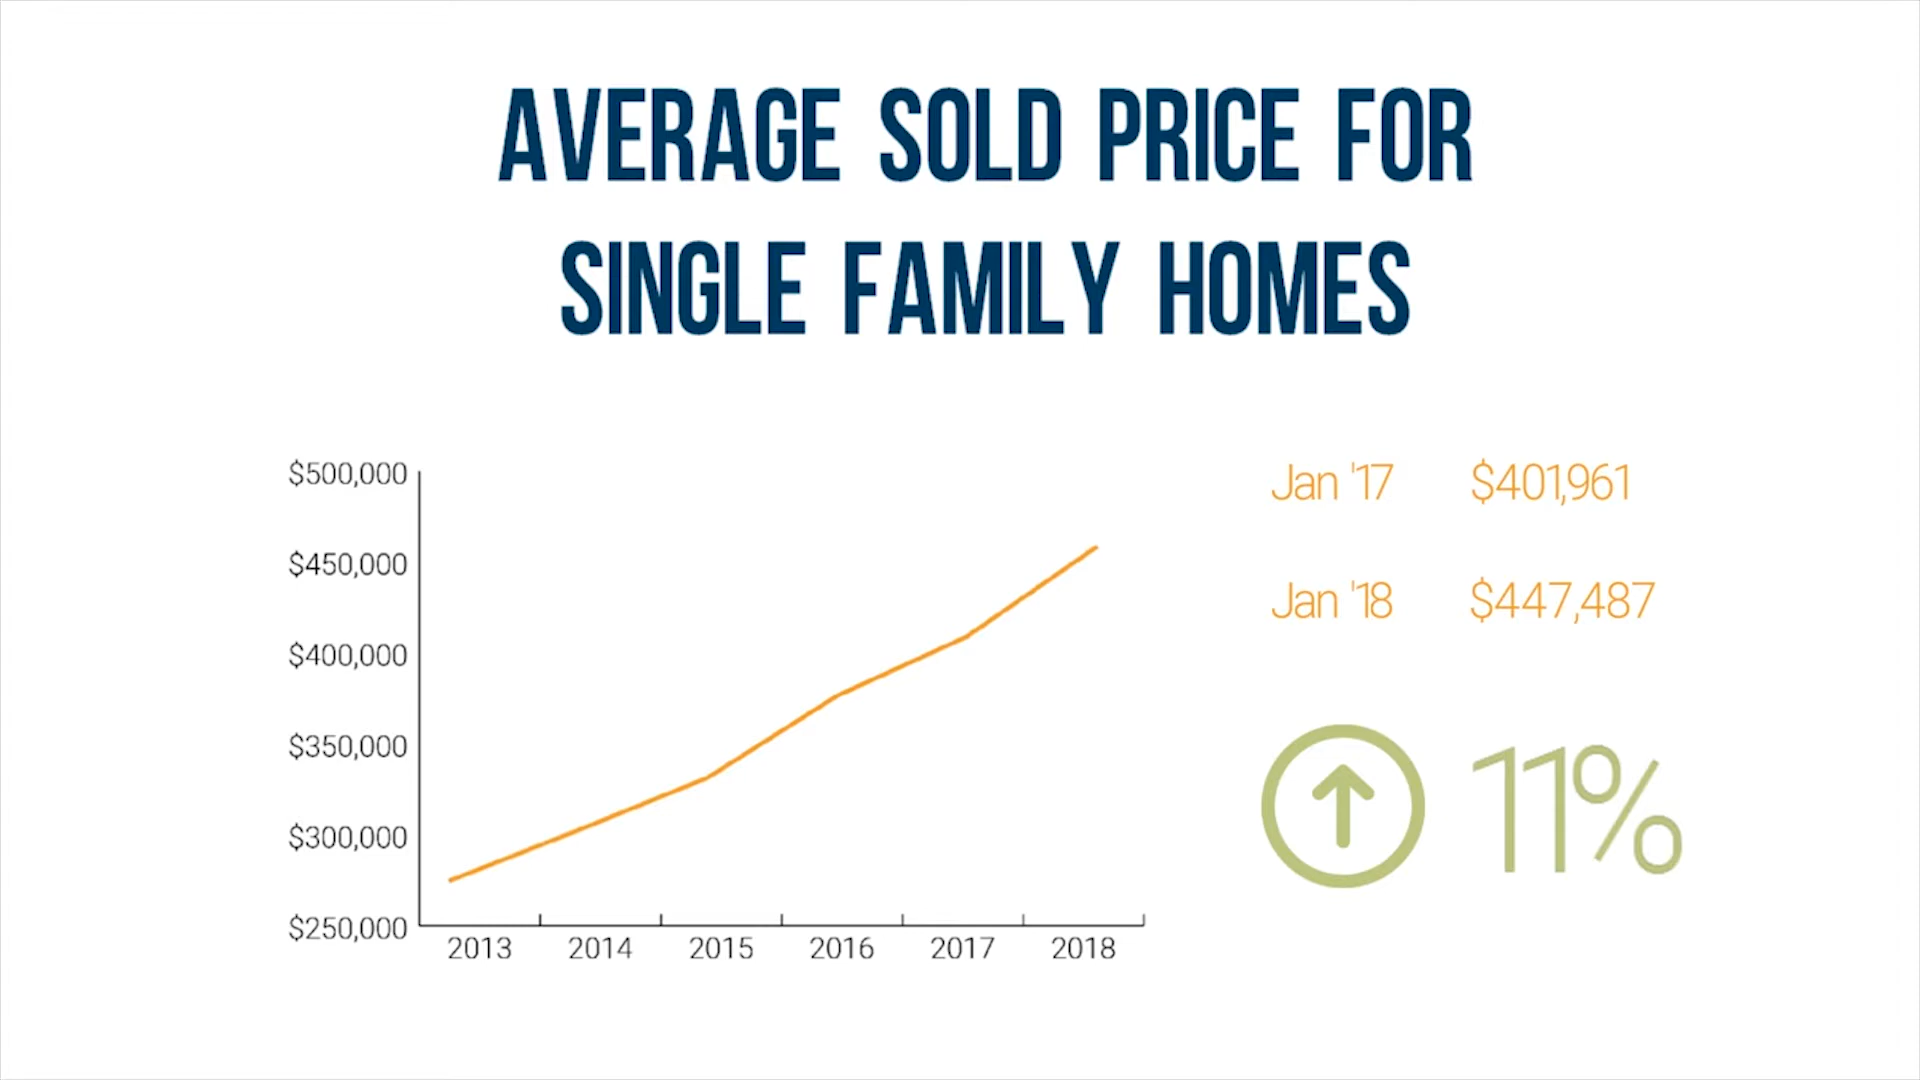 AVERAGE SOLD PRICE FOR
SINGLE FAMILY HOMES
$500,000
$450,000
$400,000
$350,000
$300,000
$250,000
2013 2014 2015 2016 2017 2018
Jan '17 $401,961
Jan '18 $447,487
11%